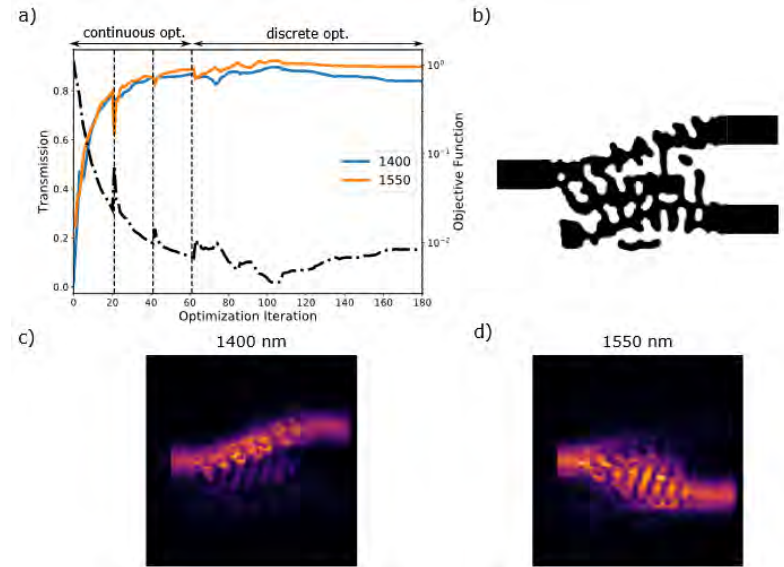 a)
continuous opt.
discrete opt.
Transmission
0.8
0.6
0.4
0.2
0.0
0
20
40
60
80
100
120
140
160
180
Optimization Iteration
10⁰
10⁻¹
10⁻²
Objective Function
1400
1550
b)
c)
1400 nm
d)
1550 nm